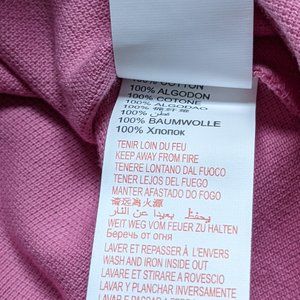 100% COTTON
100% ALGODON
100% COTONE
100% ALGODAO
100% BAUMWOLLE
100% Хлопок
TENIR LOIN DU FEU
KEEP AWAY FROM FIRE
TENERE LONTANO DAL FUOCO
TENER LEJOS DEL FUEGO
MANTER AFASTADO DO FOGO
请远离火源
يحفظ بعيدا عن النار
WEIT WEG VOM FEUER ZU HALTEN
Беречь от огня
LAVER ET REPASSER À L'ENVERS
WASH AND IRON INSIDE OUT
LAVARE E STIRARE A ROVESCIO
LAVAR Y PLANCHAR INVERSAMENTE